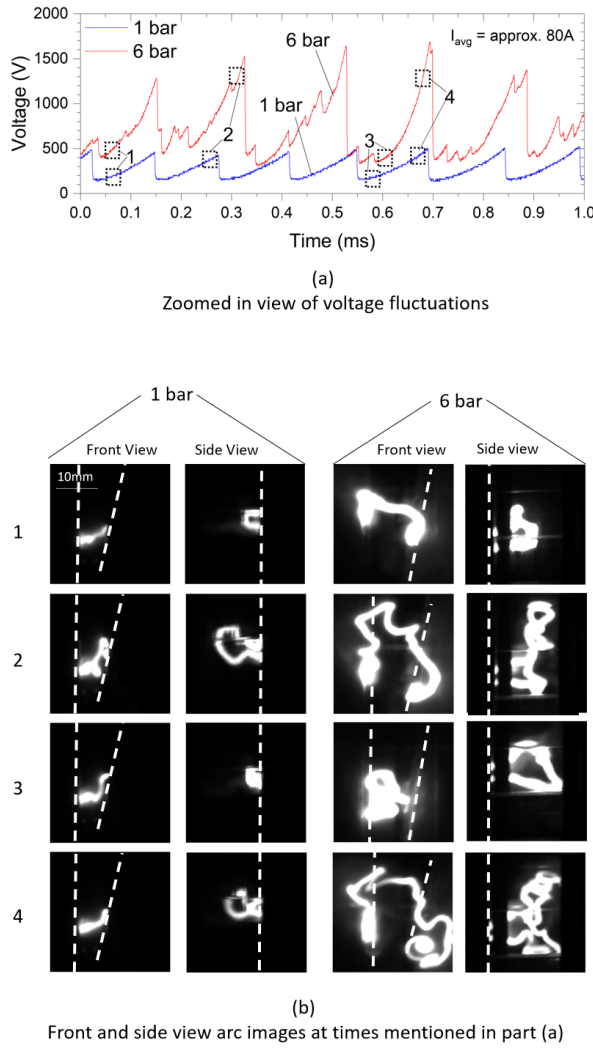 2000
1500
1000
500
0
Voltage (V)
1 bar
6 bar
I_avg = approx. 80A
6 bar
1 bar
1
2
3
4
0.0 0.1 0.2 0.3 0.4 0.5 0.6 0.7 0.8 0.9 1.0
Time (ms)
(a)
Zoomed in view of voltage fluctuations
1 bar
6 bar
Front View Side View Front view Side view
10mm
1
2
3
4
(b)
Front and side view arc images at times mentioned in part (a)